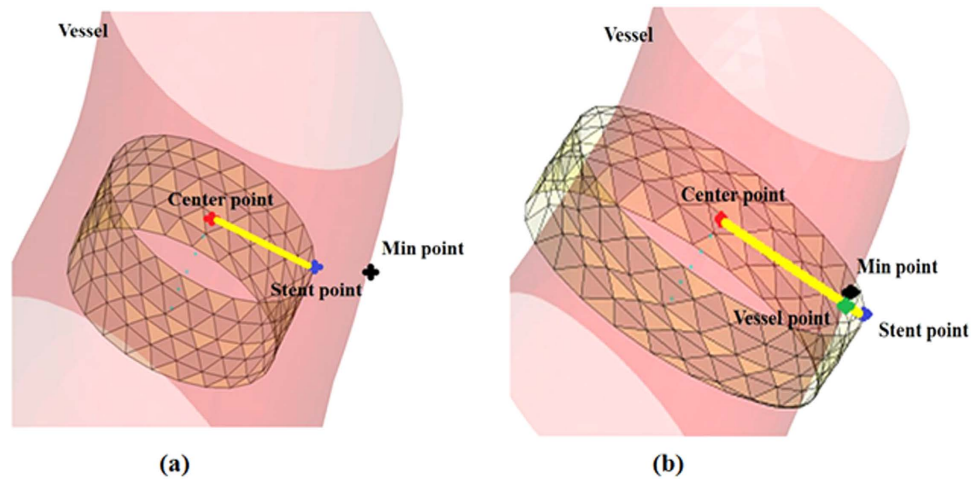 Vessel
Center point
Min point
Stent point
(a)
Vessel
Center point
Min point
Vessel point
Stent point
(b)